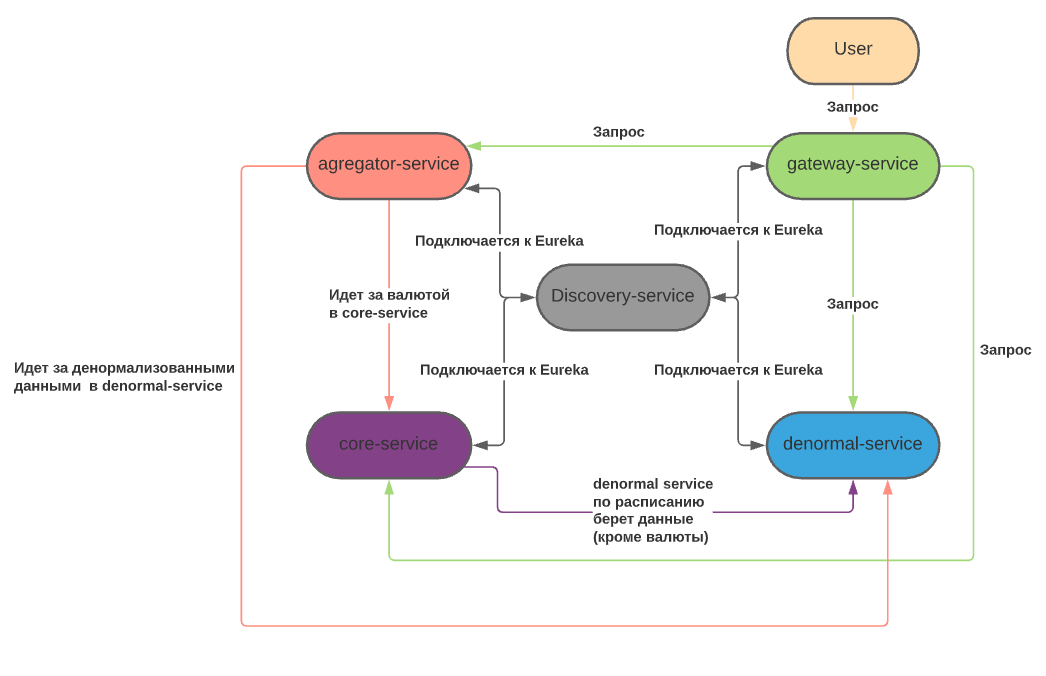 User
Запрос
Запрос
agregator-service
gateway-service
Подключается к Eureka
Подключается к Eureka
Discovery-service
Идет за валютой
в core-service
Запрос
Запрос
Идет за денормализованными
данными в denormal-service
Подключается к Eureka
Подключается к Eureka
core-service
denormal-service
denormal service
по расписанию
берет данные
(кроме валюты)